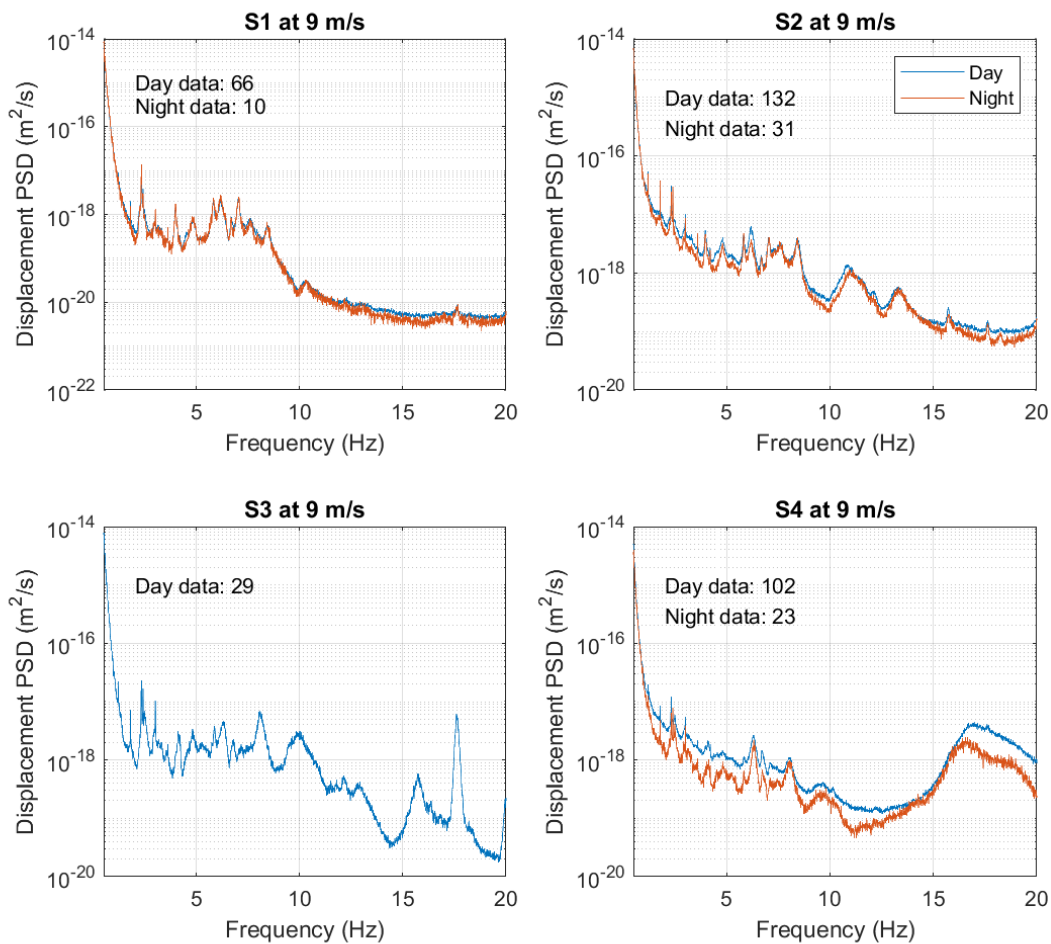 S1 at 9 m/s
10^-14
10^-16
10^-18
10^-20
10^-22
Displacement PSD (m^2/s)
Day data: 66
Night data: 10
5
10
15
20
Frequency (Hz)
S2 at 9 m/s
10^-14
10^-16
10^-18
10^-20
Displacement PSD (m^2/s)
Day data: 132
Night data: 31
Day
Night
5
10
15
20
Frequency (Hz)
S3 at 9 m/s
10^-14
10^-16
10^-18
10^-20
Displacement PSD (m^2/s)
Day data: 29
5
10
15
20
Frequency (Hz)
S4 at 9 m/s
10^-14
10^-16
10^-18
10^-20
Displacement PSD (m^2/s)
Day data: 102
Night data: 23
5
10
15
20
Frequency (Hz)